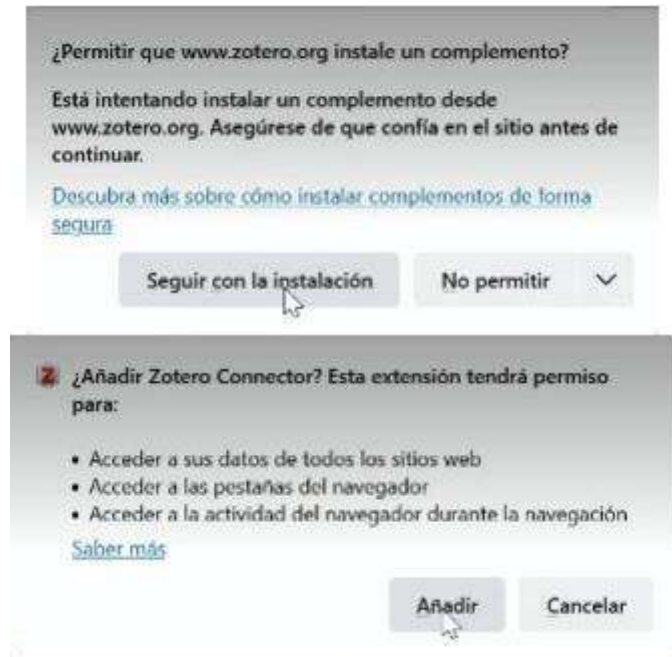 ¿Permitir que www.zotero.org instale un complemento?
Está intentando instalar un complemento desde
www.zotero.org. Asegúrese de que confía en el sitio antes de
continuar.
Descubra más sobre cómo instalar complementos de forma
segura
Seguir con la instalación
No permitir
Z ¿Añadir Zotero Connector? Esta extensión tendrá permiso
para:
• Acceder a sus datos de todos los sitios web
• Acceder a las pestañas del navegador
• Acceder a la actividad del navegador durante la navegación
Saber más
Añadir
Cancelar